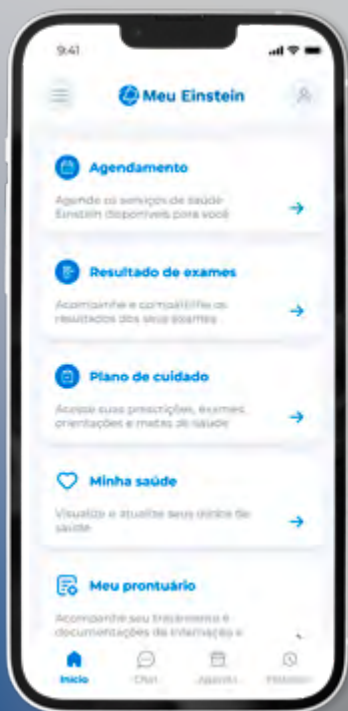 9:41
Meu Einstein
Agendamento
Agende os serviços de saúde
Einstein disponíveis para você
Resultado de exames
Acompanhe e compartilhe os
resultados dos seus exames
Plano de cuidado
Acesse suas prescrições, exames,
orientações e metas de saúde
Minha saúde
Visualize e atualize seus dados de
saúde
Meu prontuário
Acompanhe seu tratamento e
documentações de internação e
Início
Chat
Agenda